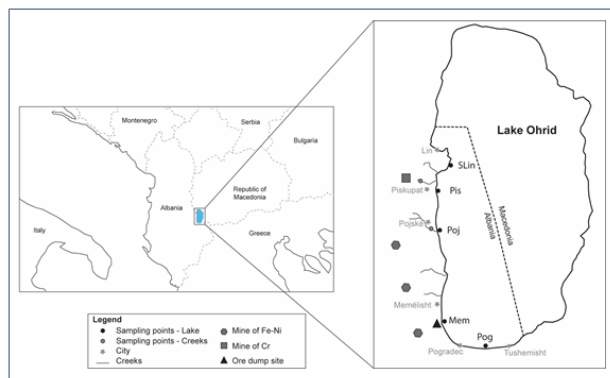 Montenegro
Serbia
Bulgaria
Albania
Republic of
Macedonia
Italy
Greece
Legend
Sampling points - Lake
Sampling points - Creeks
City
Creeks
Mine of Fe-Ni
Mine of Cr
Ore dump site
Lake Ohrid
Lin
SLin
Piskupat
Pis
Pojskë
Poj
Macedonia
Albania
Memëlisht
Mem
Pog
Pogradec
Tushemisht